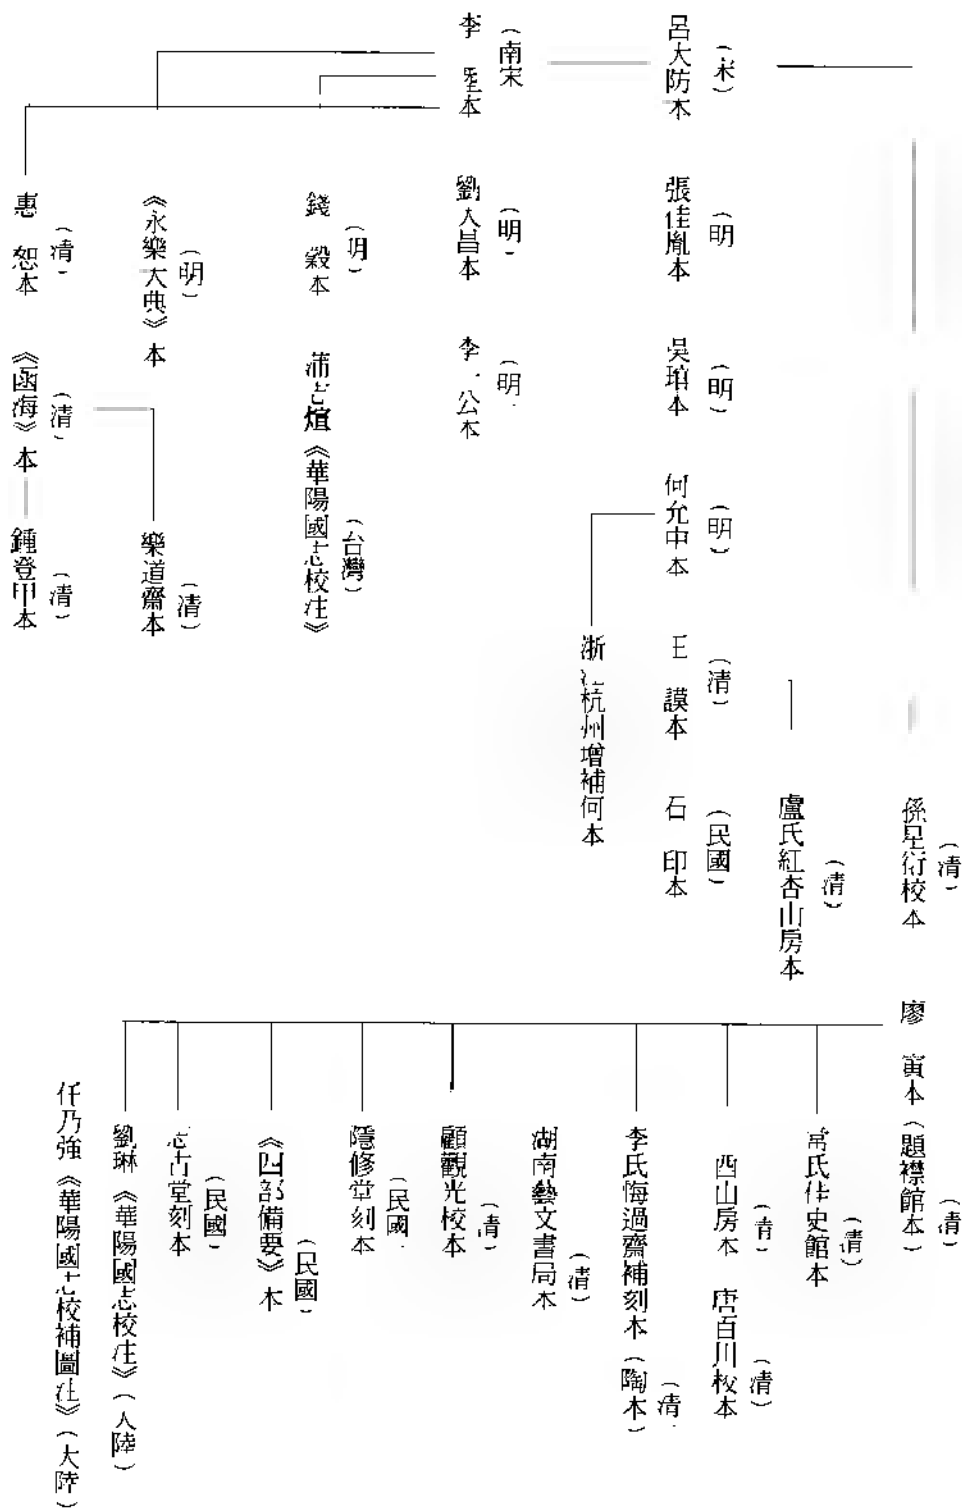 呂大防本（宋）
李　㽦本（南宋）
張佳胤本（明）
劉大昌本（明）
錢　穀本（明）
《永樂大典》本（明）
惠　恕本（清）
吳琯本（明）
李一公本（明）
蒲志煊《華陽國志校注》（台灣）
《函海》本（清）
何允中本（明）
樂道齋本（清）
鍾登甲本（清）
王　謨本（清）
浙江杭州增補何本
石　印本（民國）
盧氏紅杏山房本（清）
孫星衍校本（清）
廖　寅本（題襟館本）（清）
常氏佳史館本（清）
西山房本（清）
唐百川校本（清）
李氏悔過齋補刻本（陶本）（清）
湖南藝文書局本（清）
顧觀光校本（清）
隱修堂刻本（民國）
《四部備要》本（民國）
志古堂刻本（民國）
劉琳《華陽國志校注》（大陸）
任乃強《華陽國志校補圖注》（大陸）